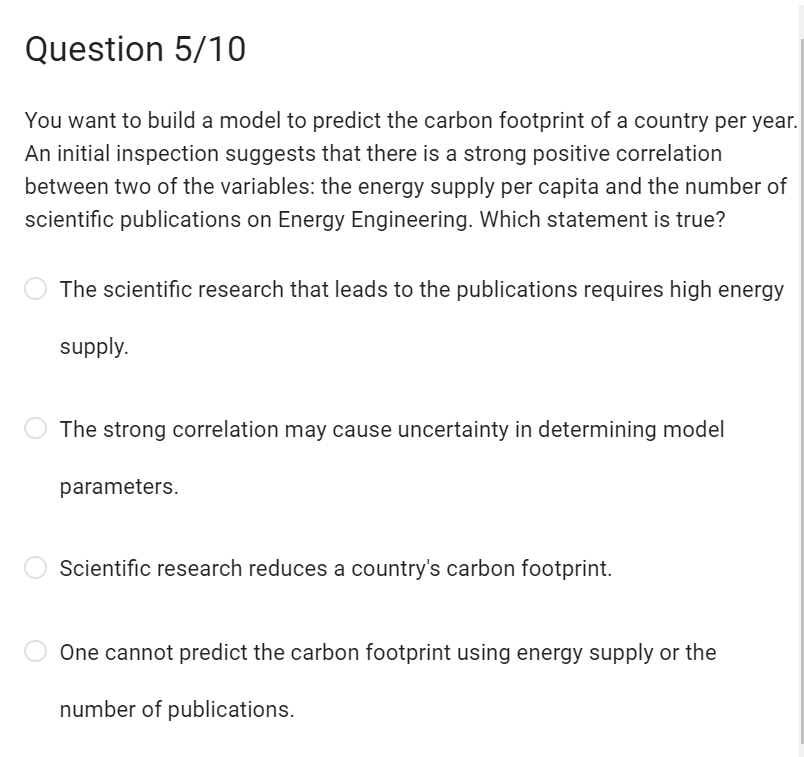 Question 5/10
You want to build a model to predict the carbon footprint of a country per year.
An initial inspection suggests that there is a strong positive correlation
between two of the variables: the energy supply per capita and the number of
scientific publications on Energy Engineering. Which statement is true?
The scientific research that leads to the publications requires high energy
supply.
The strong correlation may cause uncertainty in determining model
parameters.
Scientific research reduces a country's carbon footprint.
One cannot predict the carbon footprint using energy supply or the
number of publications.